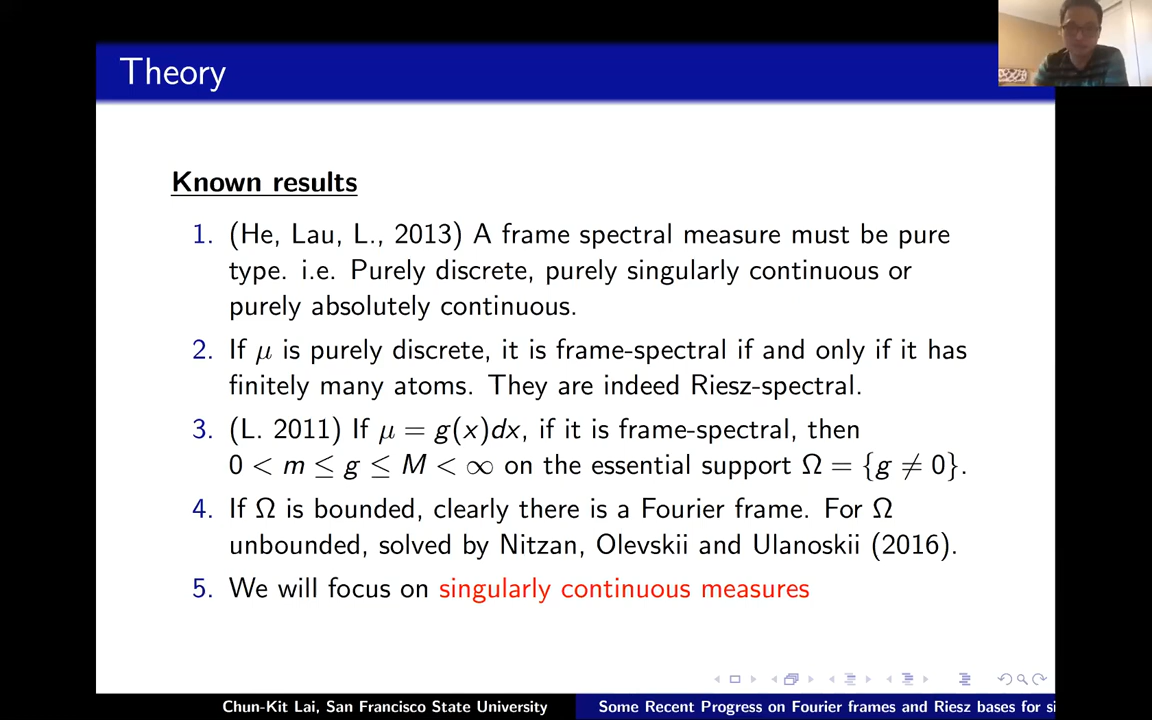 Theory
Known results
1. (He, Lau, L., 2013) A frame spectral measure must be pure
type. i.e. Purely discrete, purely singularly continuous or
purely absolutely continuous.
2. If μ is purely discrete, it is frame-spectral if and only if it has
finitely many atoms. They are indeed Riesz-spectral.
3. (L. 2011) If μ = g(x)dx, if it is frame-spectral, then
0 < m ≤ g ≤ M < ∞ on the essential support Ω = {g ≠ 0}.
4. If Ω is bounded, clearly there is a Fourier frame. For Ω
unbounded, solved by Nitzan, Olevskii and Ulanoskii (2016).
5. We will focus on singularly continuous measures
Chun-Kit Lai, San Francisco State University
Some Recent Progress on Fourier frames and Riesz bases for si